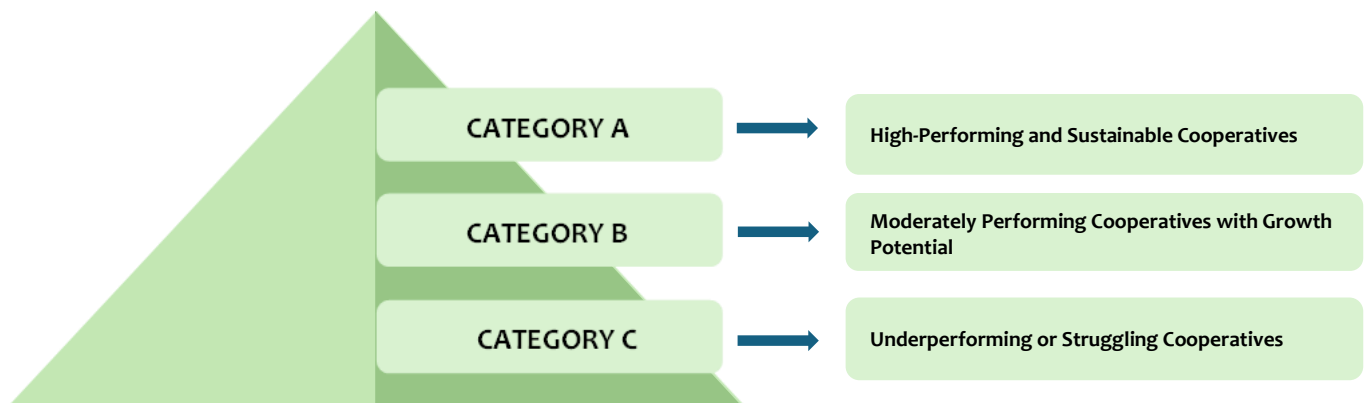 CATEGORY A
High-Performing and Sustainable Cooperatives
CATEGORY B
Moderately Performing Cooperatives with Growth
Potential
CATEGORY C
Underperforming or Struggling Cooperatives